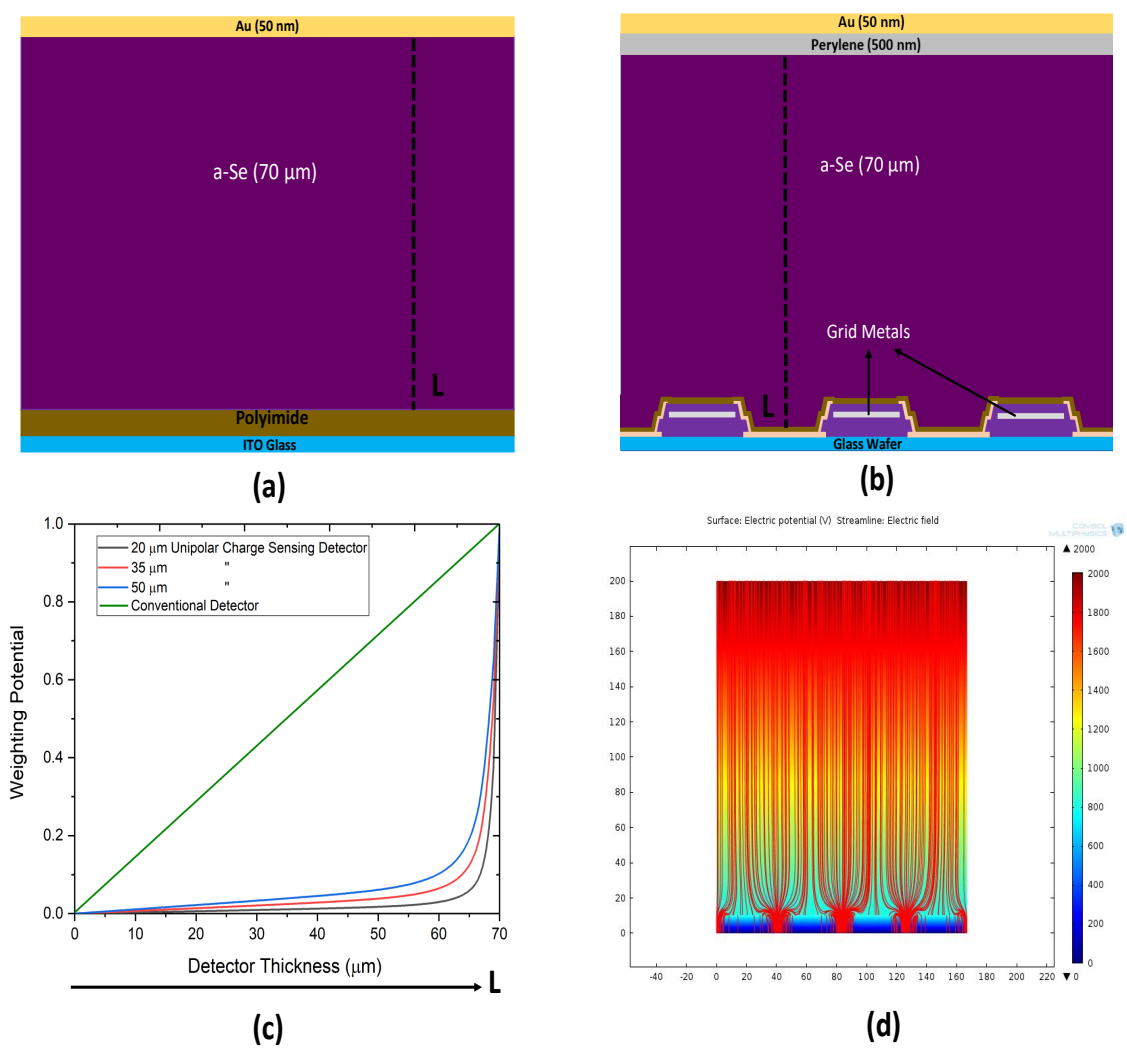 Au (50 nm)
a-Se (70 µm)
L
Polyimide
ITO Glass
(a)
Au (50 nm)
Perylene (500 nm)
a-Se (70 µm)
Grid Metals
L
Glass Wafer
(b)
1.0
0.8
0.6
0.4
0.2
0.0
Weighting Potential
20 µm Unipolar Charge Sensing Detector
35 µm "
50 µm "
Conventional Detector
0 10 20 30 40 50 60 70
Detector Thickness (µm)
L
(c)
Surface: Electric potential (V) Streamline: Electric field
COMSOL
MULTIPHYSICS
▲ 2000
200
180
160
140
120
100
80
60
40
20
0
-40 -20 0 20 40 60 80 100 120 140 160 180 200 220
2000
1800
1600
1400
1200
1000
800
600
400
200
0
▼ 0
(d)